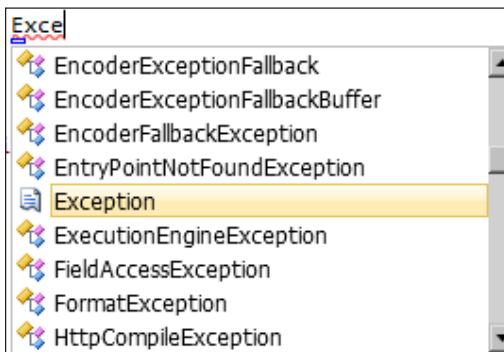 Exce
EncoderExceptionFallback
EncoderExceptionFallbackBuffer
EncoderFallbackException
EntryPointNotFoundException
Exception
ExecutionEngineException
FieldAccessException
FormatException
HttpCompileException